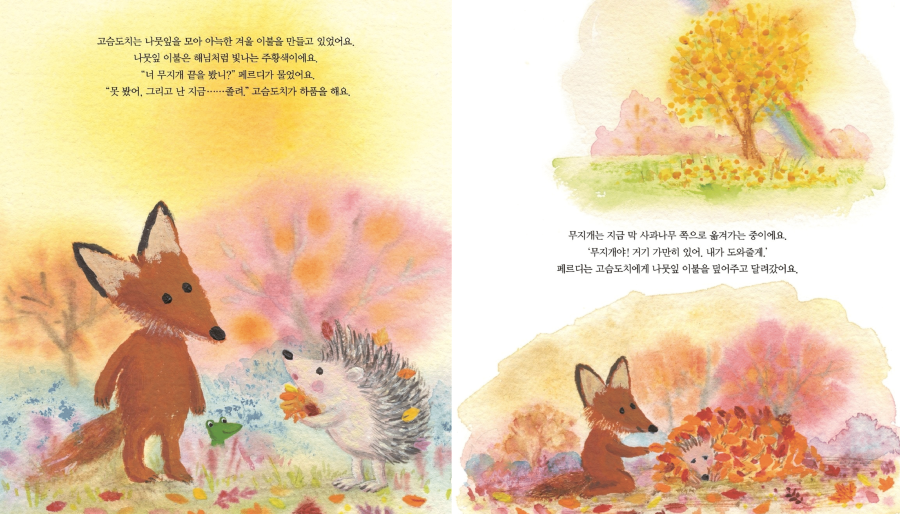 고슴도치는 나뭇잎을 모아 아늑한 겨울 이불을 만들고 있었어요.
나뭇잎 이불은 해님처럼 빛나는 주황색이에요.
“너 무지개 끝을 봤니?” 페르디가 물었어요.
“못 봤어, 그리고 난 지금……졸려.” 고슴도치가 하품을 해요.
무지개는 지금 막 사과나무 쪽으로 옮겨가는 중이에요.
‘무지개야! 거기 가만히 있어, 내가 도와줄게.’
페르디는 고슴도치에게 나뭇잎 이불을 덮어주고 달려갔어요.